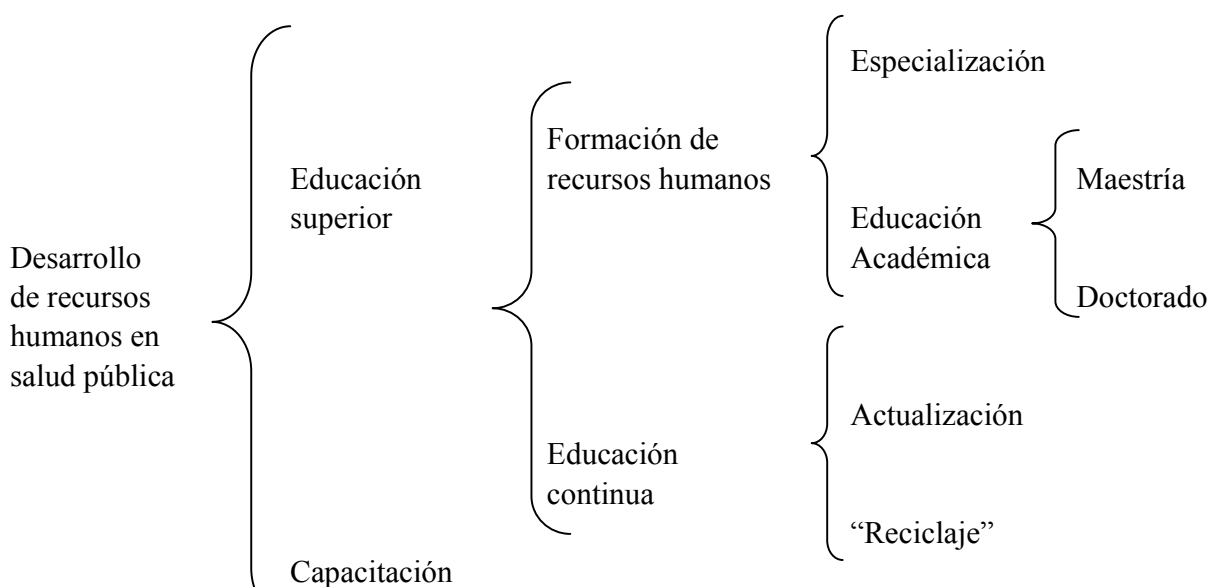 Desarrollo
de recursos
humanos en
salud pública
Educación
superior
Capacitación
Formación de
recursos humanos
Educación
continua
Especialización
Educación
Académica
Maestría
Doctorado
Actualización
“Reciclaje”